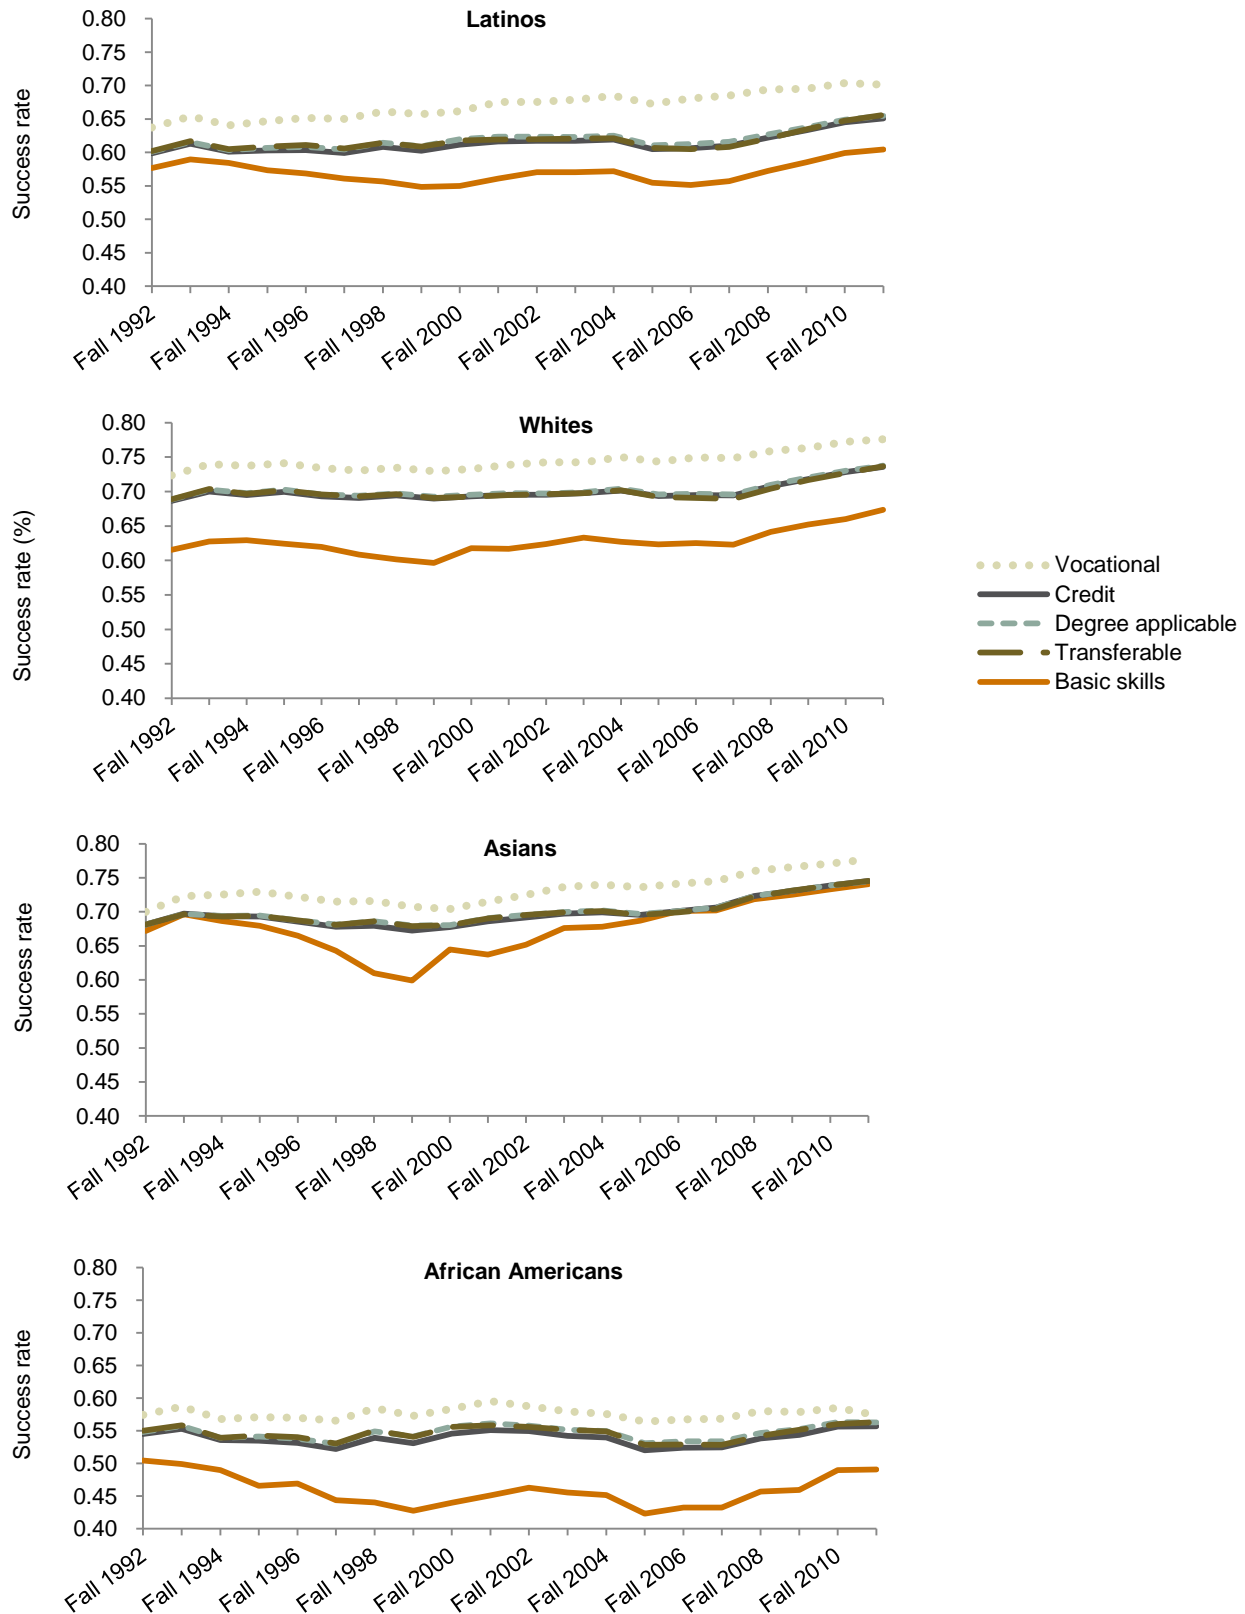 Latinos
Success rate
0.80
0.75
0.70
0.65
0.60
0.55
0.50
0.45
0.40
Fall 1992
Fall 1994
Fall 1996
Fall 1998
Fall 2000
Fall 2002
Fall 2004
Fall 2006
Fall 2008
Fall 2010
Whites
Success rate (%)
0.80
0.75
0.70
0.65
0.60
0.55
0.50
0.45
0.40
Fall 1992
Fall 1994
Fall 1996
Fall 1998
Fall 2000
Fall 2002
Fall 2004
Fall 2006
Fall 2008
Fall 2010
Vocational
Credit
Degree applicable
Transferable
Basic skills
Asians
Success rate
0.80
0.75
0.70
0.65
0.60
0.55
0.50
0.45
0.40
Fall 1992
Fall 1994
Fall 1996
Fall 1998
Fall 2000
Fall 2002
Fall 2004
Fall 2006
Fall 2008
Fall 2010
African Americans
Success rate
0.80
0.75
0.70
0.65
0.60
0.55
0.50
0.45
0.40
Fall 1992
Fall 1994
Fall 1996
Fall 1998
Fall 2000
Fall 2002
Fall 2004
Fall 2006
Fall 2008
Fall 2010